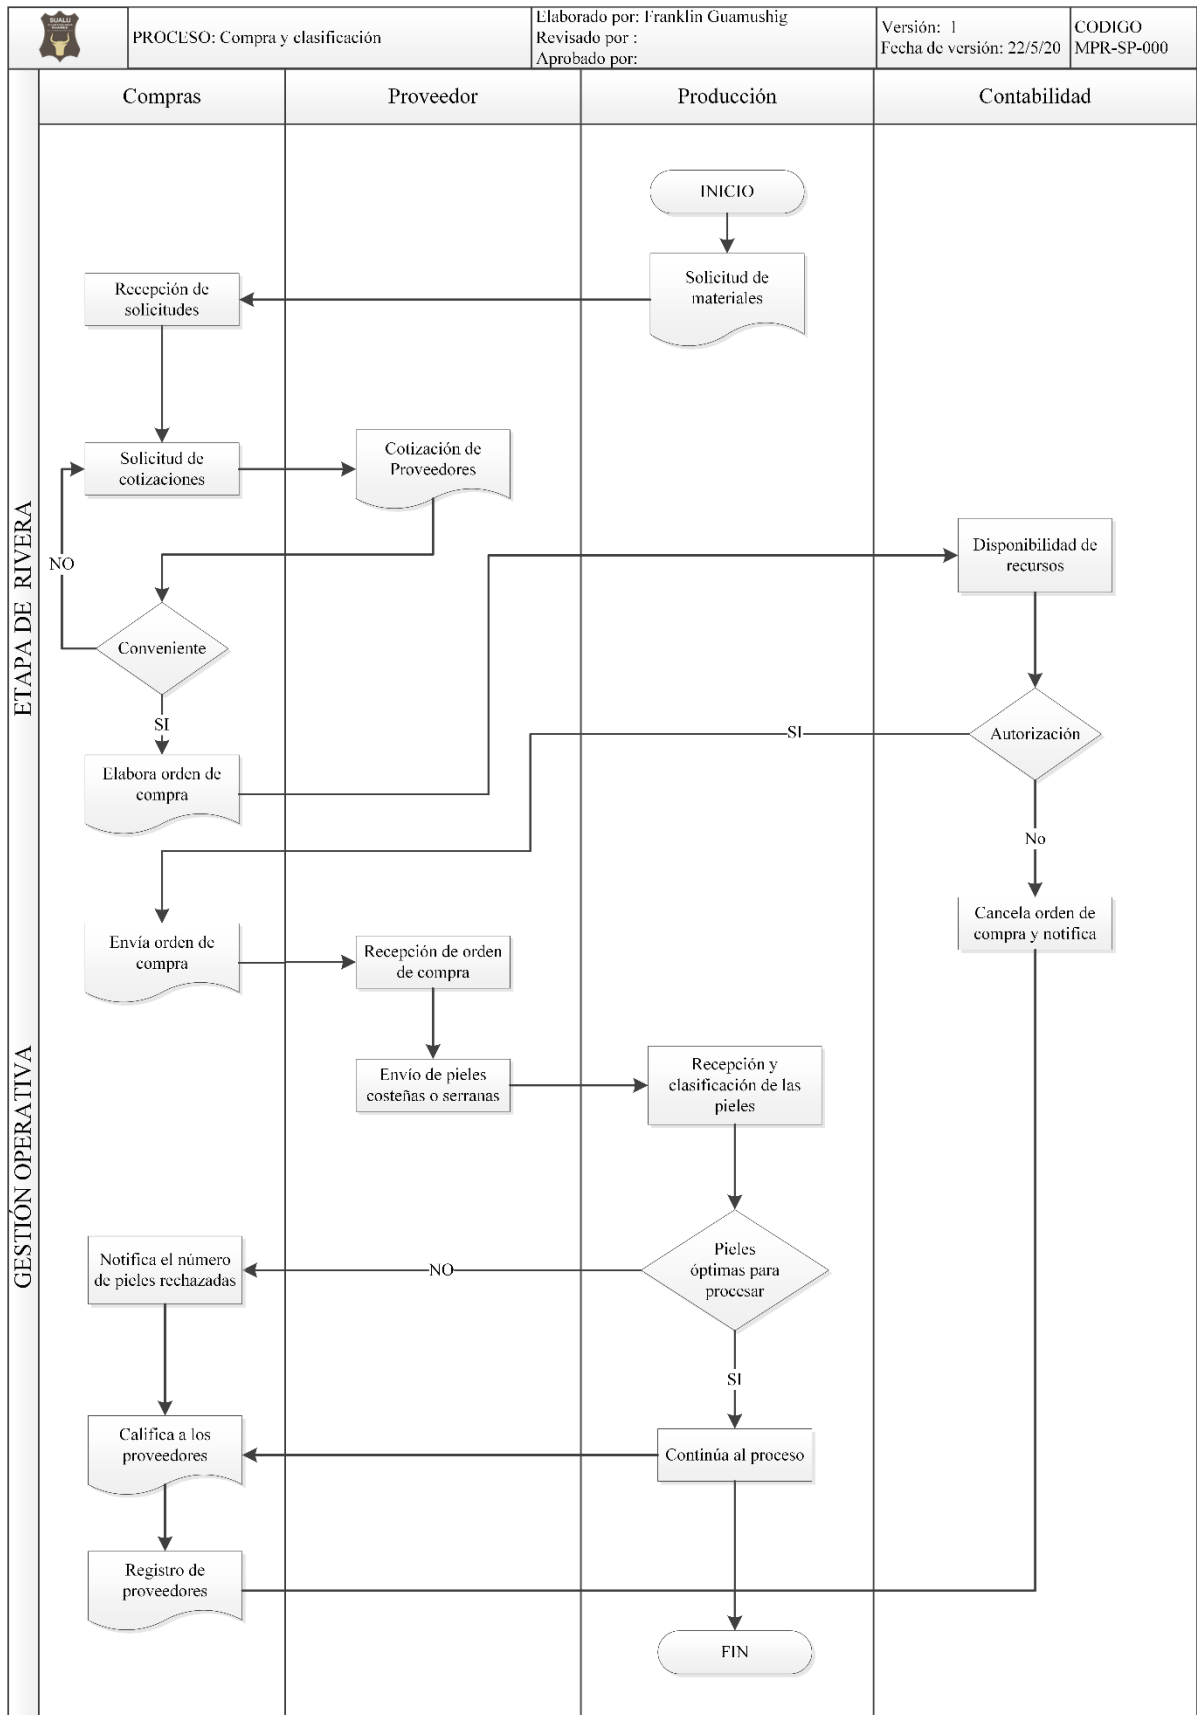 SUALU
PROCESO: Compra y clasificación
Elaborado por: Franklin Guamushig
Revisado por :
Aprobado por:
Versión: 1
Fecha de versión: 22/5/20
CODIGO
MPR-SP-000
Compras
Proveedor
Producción
Contabilidad
ETAPA DE RIVERA
GESTIÓN OPERATIVA
INICIO
Solicitud de
materiales
Recepción de
solicitudes
Solicitud de
cotizaciones
Cotización de
Proveedores
NO
Disponibilidad de
recursos
Conveniente
SI
Autorización
SI
Elabora orden de
compra
No
Cancela orden de
compra y notifica
Envía orden de
compra
Recepción de orden
de compra
Envío de pieles
costeñas o serranas
Recepción y
clasificación de las
pieles
Notifica el número
de pieles rechazadas
NO
Pieles
óptimas para
procesar
SI
Califica a los
proveedores
Continúa al proceso
Registro de
proveedores
FIN